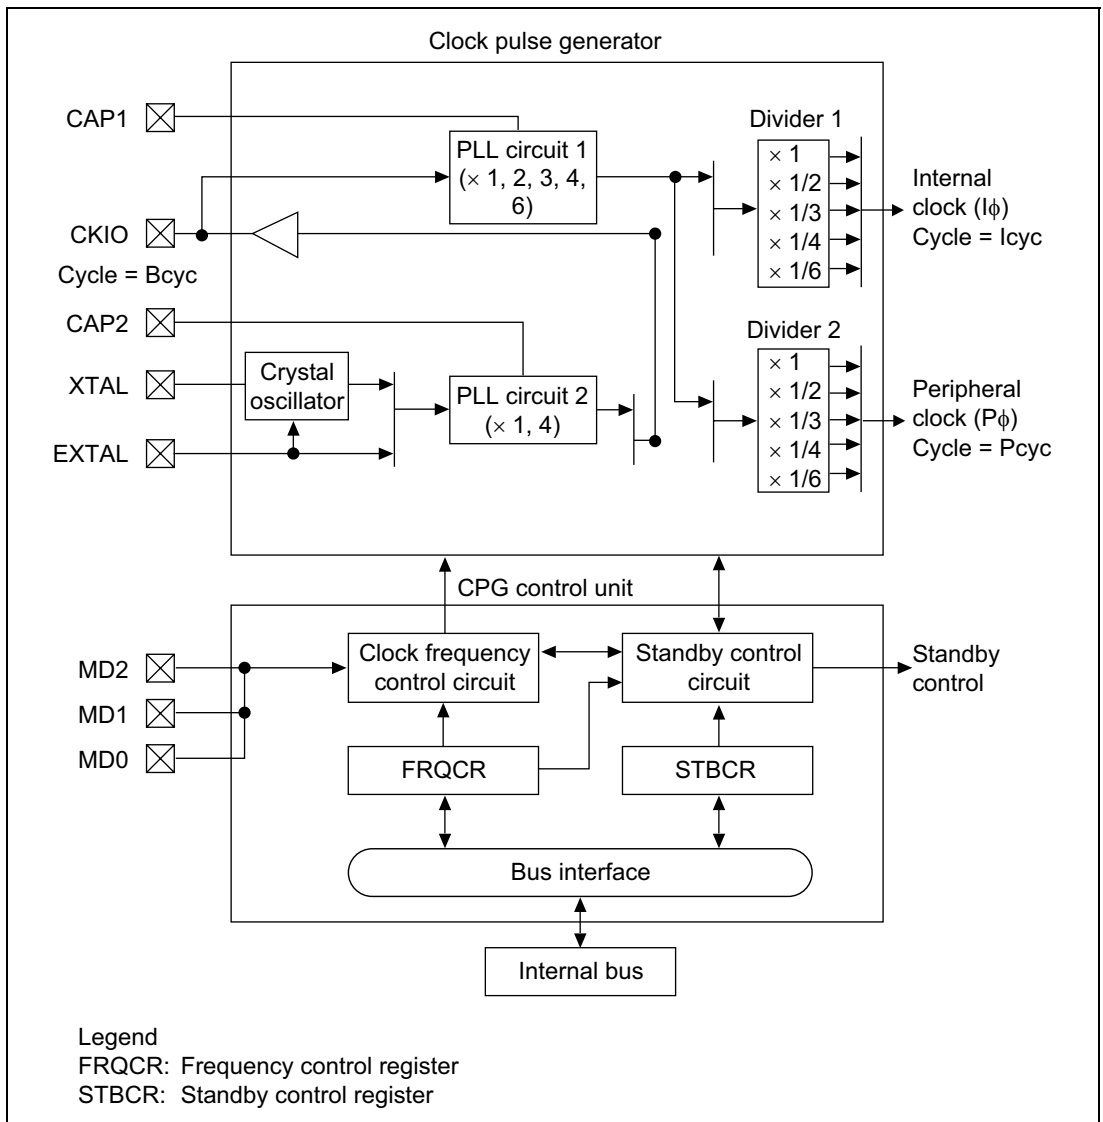 Clock pulse generator
CAP1
PLL circuit 1
(× 1, 2, 3, 4,
6)
Divider 1
× 1
× 1/2
× 1/3
× 1/4
× 1/6
Internal
clock (Iϕ)
Cycle = Icyc
CKIO
Cycle = Bcyc
CAP2
XTAL
Crystal
oscillator
EXTAL
PLL circuit 2
(× 1, 4)
Divider 2
× 1
× 1/2
× 1/3
× 1/4
× 1/6
Peripheral
clock (Pϕ)
Cycle = Pcyc
CPG control unit
MD2
MD1
MD0
Clock frequency
control circuit
Standby control
circuit
Standby
control
FRQCR
STBCR
Bus interface
Internal bus
Legend
FRQCR: Frequency control register
STBCR: Standby control register